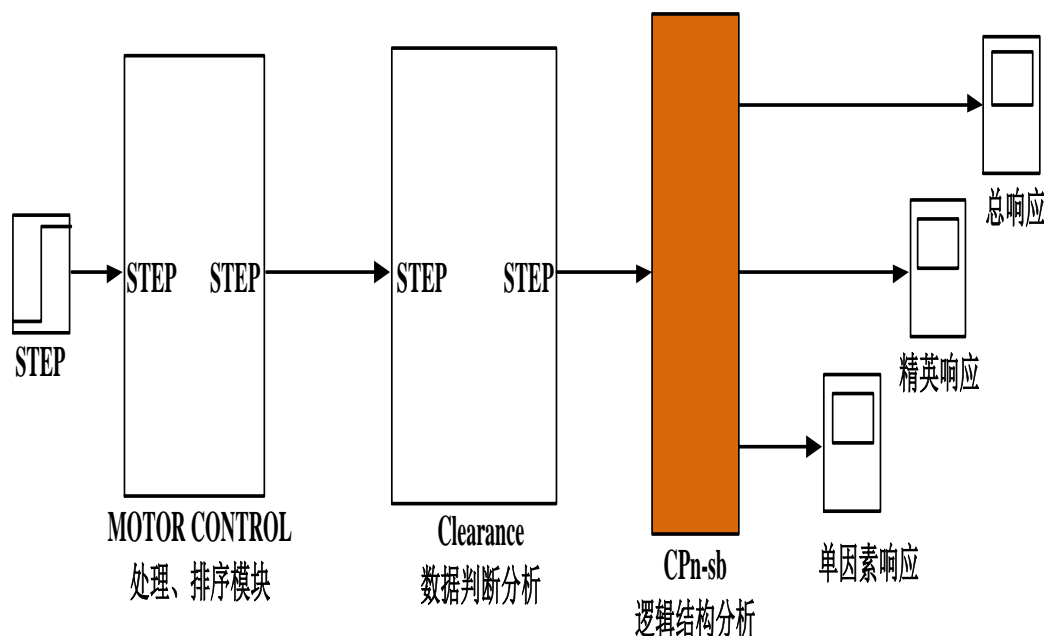 STEP
STEP STEP
MOTOR CONTROL
处理、排序模块
STEP STEP
Clearance
数据判断分析
CPn-sb
逻辑结构分析
总响应
精英响应
单因素响应